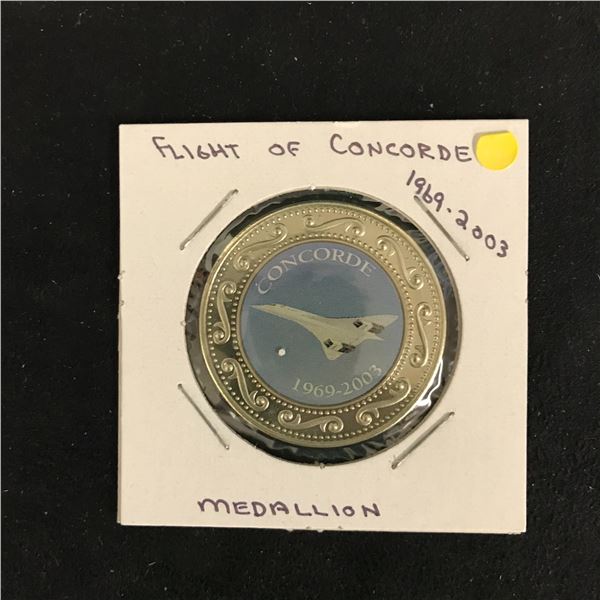 FLIGHT OF CONCORDE
1969-2003
CONCORDE
1969-2003
MEDALLION